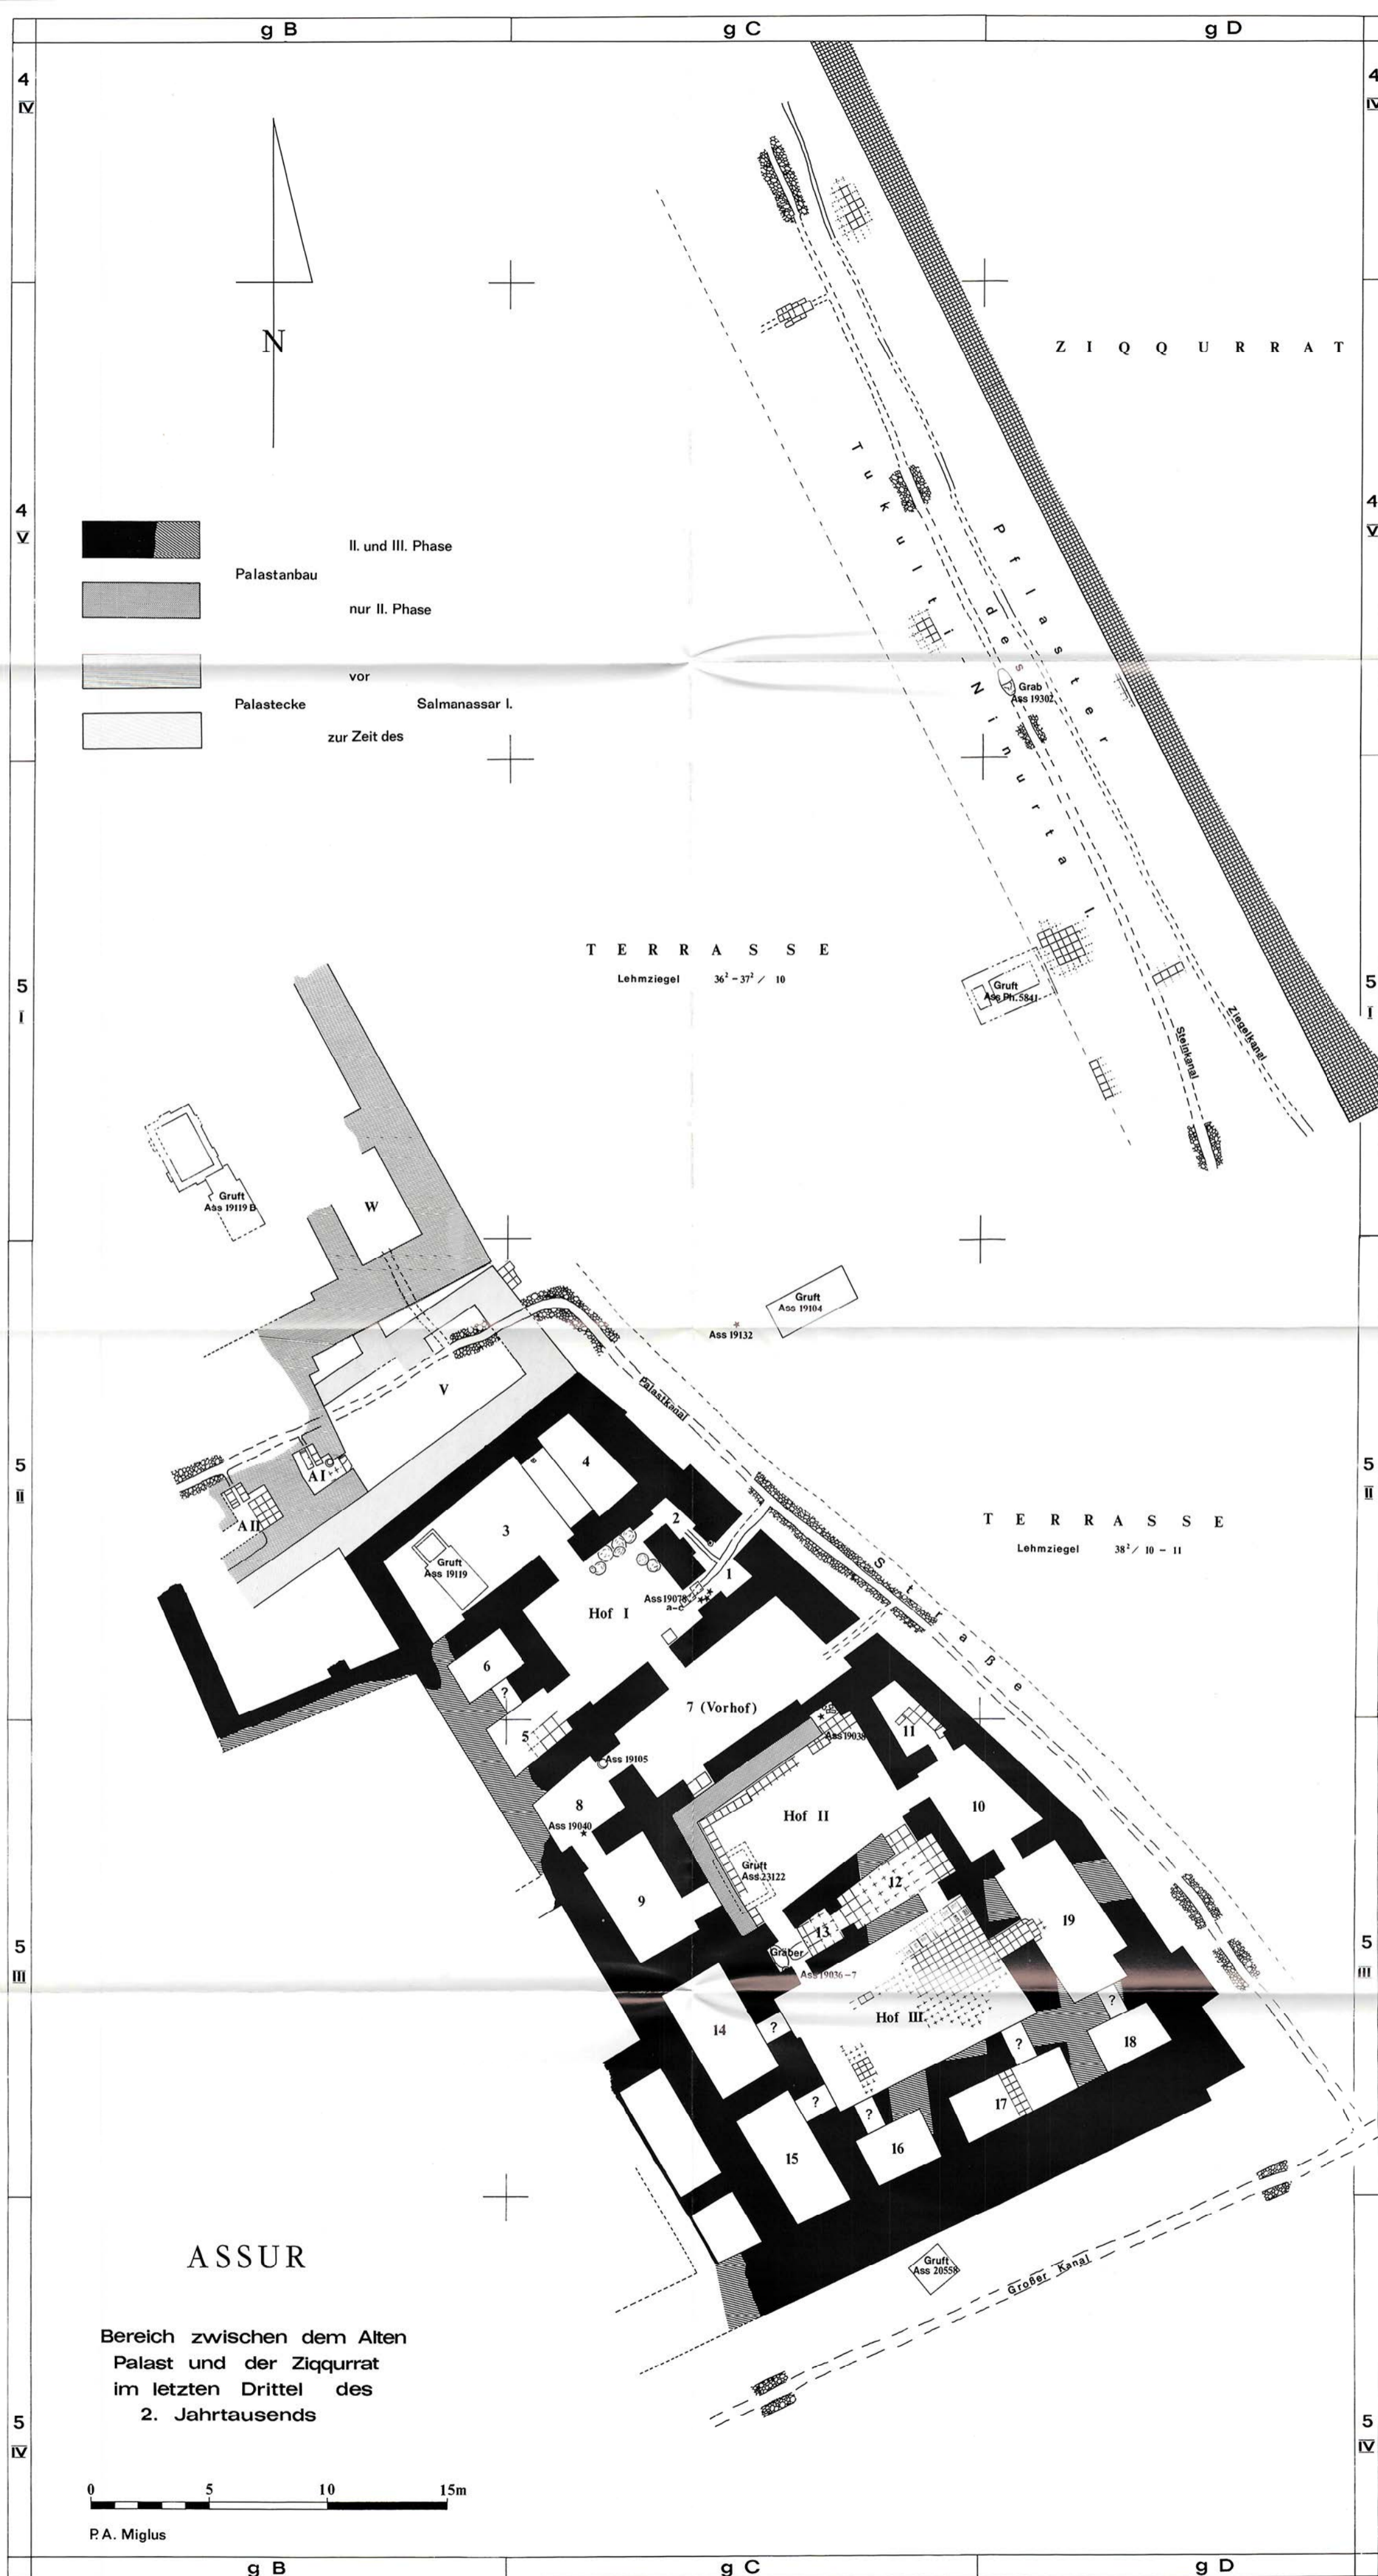 g B
g C
g D
4
IV
4
IV
N
Z I Q Q U R R A T
4
V
4
V
II. und III. Phase
Palastanbau
nur II. Phase
vor
Palastecke Salmanassar I.
zur Zeit des
Pflaster
des
Tukulti-Ninurta I.
Grab
Ass 19302
T E R R A S S E
Lehmziegel 36² – 37² / 10
5
I
5
I
Gruft
Ass Ph.5841
Steinkanal
Ziegelkanal
Gruft
Ass 19119 B
W
Gruft
Ass 19104
Ass 19132
V
Palastkanal
5
II
5
II
A I
A II
4
3
2
1
Gruft
Ass 19119
T E R R A S S E
Lehmziegel 38² / 10 – 11
Straße
Ass 19078
a-c
Hof I
6
?
5
7 (Vorhof)
11
Ass 19038
Ass 19105
8
Ass 19040
Hof II
10
Gruft
Ass 23122
12
9
13
19
Gräber
Ass 19036–7
5
III
5
III
Hof III
14
?
?
?
18
?
?
17
16
15
Gruft
Ass 20558
Großer Kanal
ASSUR
Bereich zwischen dem Alten
Palast und der Ziqqurrat
im letzten Drittel des
2. Jahrtausends
5
IV
5
IV
0 5 10 15m
P. A. Miglus
g B
g C
g D